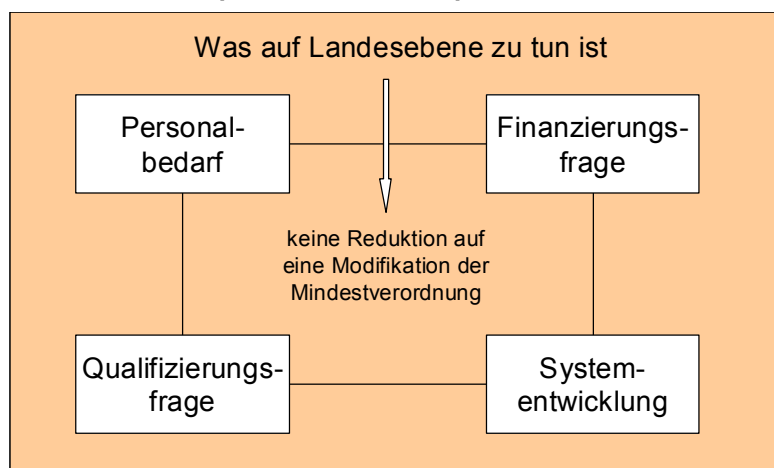 Was auf Landesebene zu tun ist
Personal-
bedarf
Finanzierungs-
frage
keine Reduktion auf
eine Modifikation der
Mindestverordnung
Qualifizierungs-
frage
System-
entwicklung